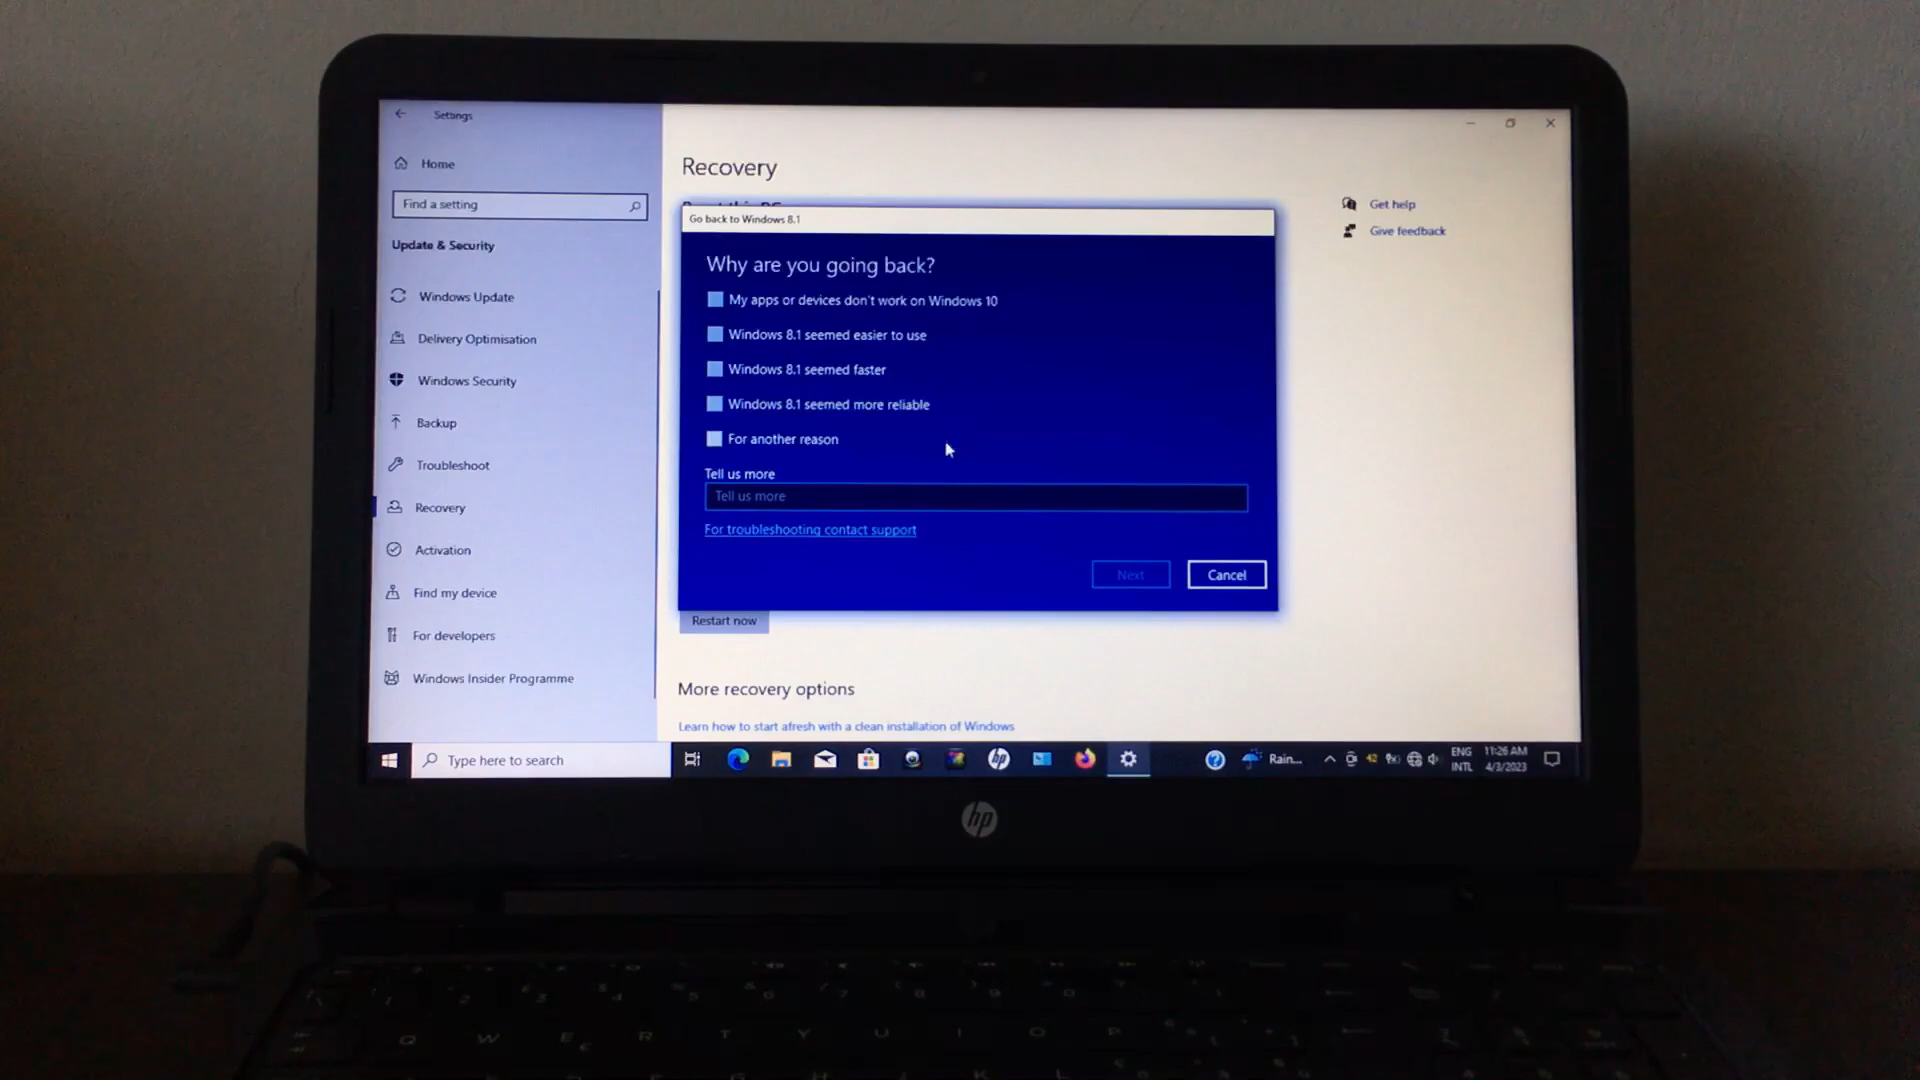 Settings
Home
Find a setting
Update & Security
Windows Update
Delivery Optimisation
Windows Security
Backup
Troubleshoot
Recovery
Activation
Find my device
For developers
Windows Insider Programme
Recovery
Reset this PC
Go back to Windows 8.1
Why are you going back?
My apps or devices don't work on Windows 10
Windows 8.1 seemed easier to use
Windows 8.1 seemed faster
Windows 8.1 seemed more reliable
For another reason
Tell us more
Tell us more
For troubleshooting contact support
Next
Cancel
Restart now
More recovery options
Learn how to start afresh with a clean installation of Windows
Get help
Give feedback
Type here to search
hp
Rain...
42
ENG
INTL
11:26 AM
4/3/2023
hp
Q W E R T Y U I O P